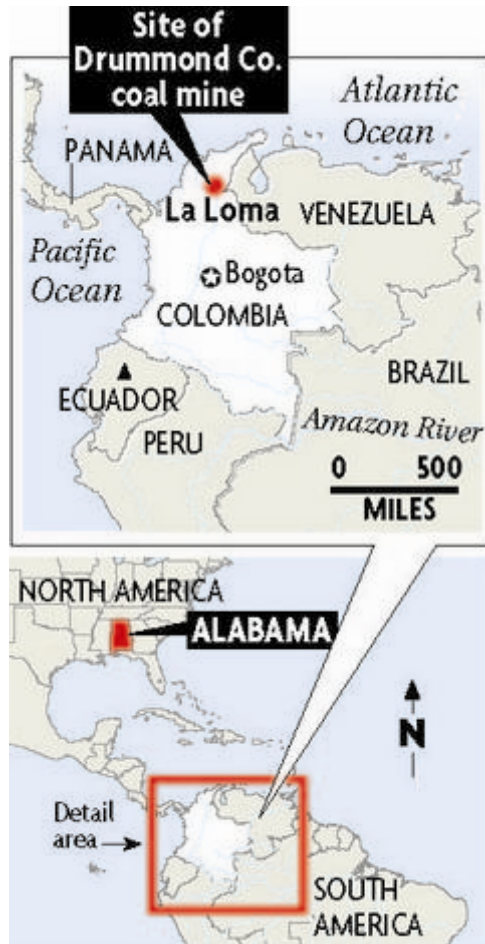 Site of
Drummond Co.
coal mine
Atlantic
Ocean
PANAMA
La Loma
VENEZUELA
Pacific
Ocean
Bogota
COLOMBIA
BRAZIL
ECUADOR
PERU
Amazon River
0 500
MILES
NORTH AMERICA
ALABAMA
N
Detail
area
SOUTH
AMERICA